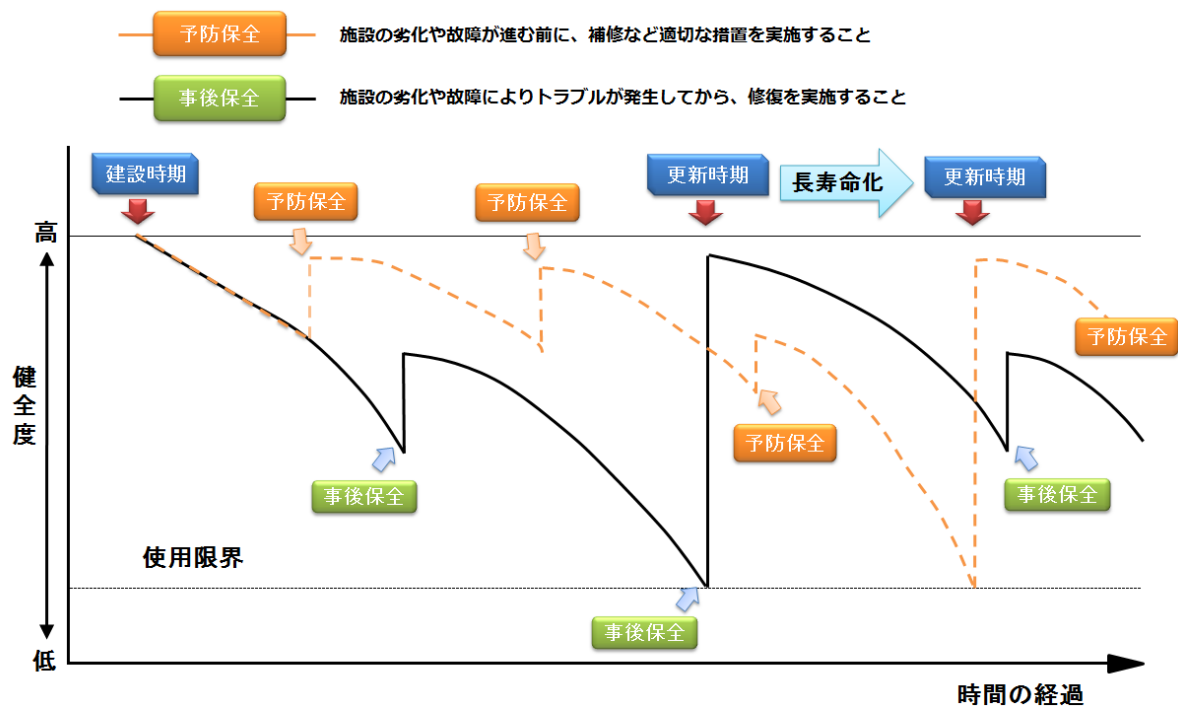 予防保全
施設の劣化や故障が進む前に、補修など適切な措置を実施すること
事後保全
施設の劣化や故障によりトラブルが発生してから、修復を実施すること
建設時期
更新時期
長寿命化
更新時期
予防保全
予防保全
高
予防保全
健全度
予防保全
事後保全
事後保全
使用限界
事後保全
低
時間の経過